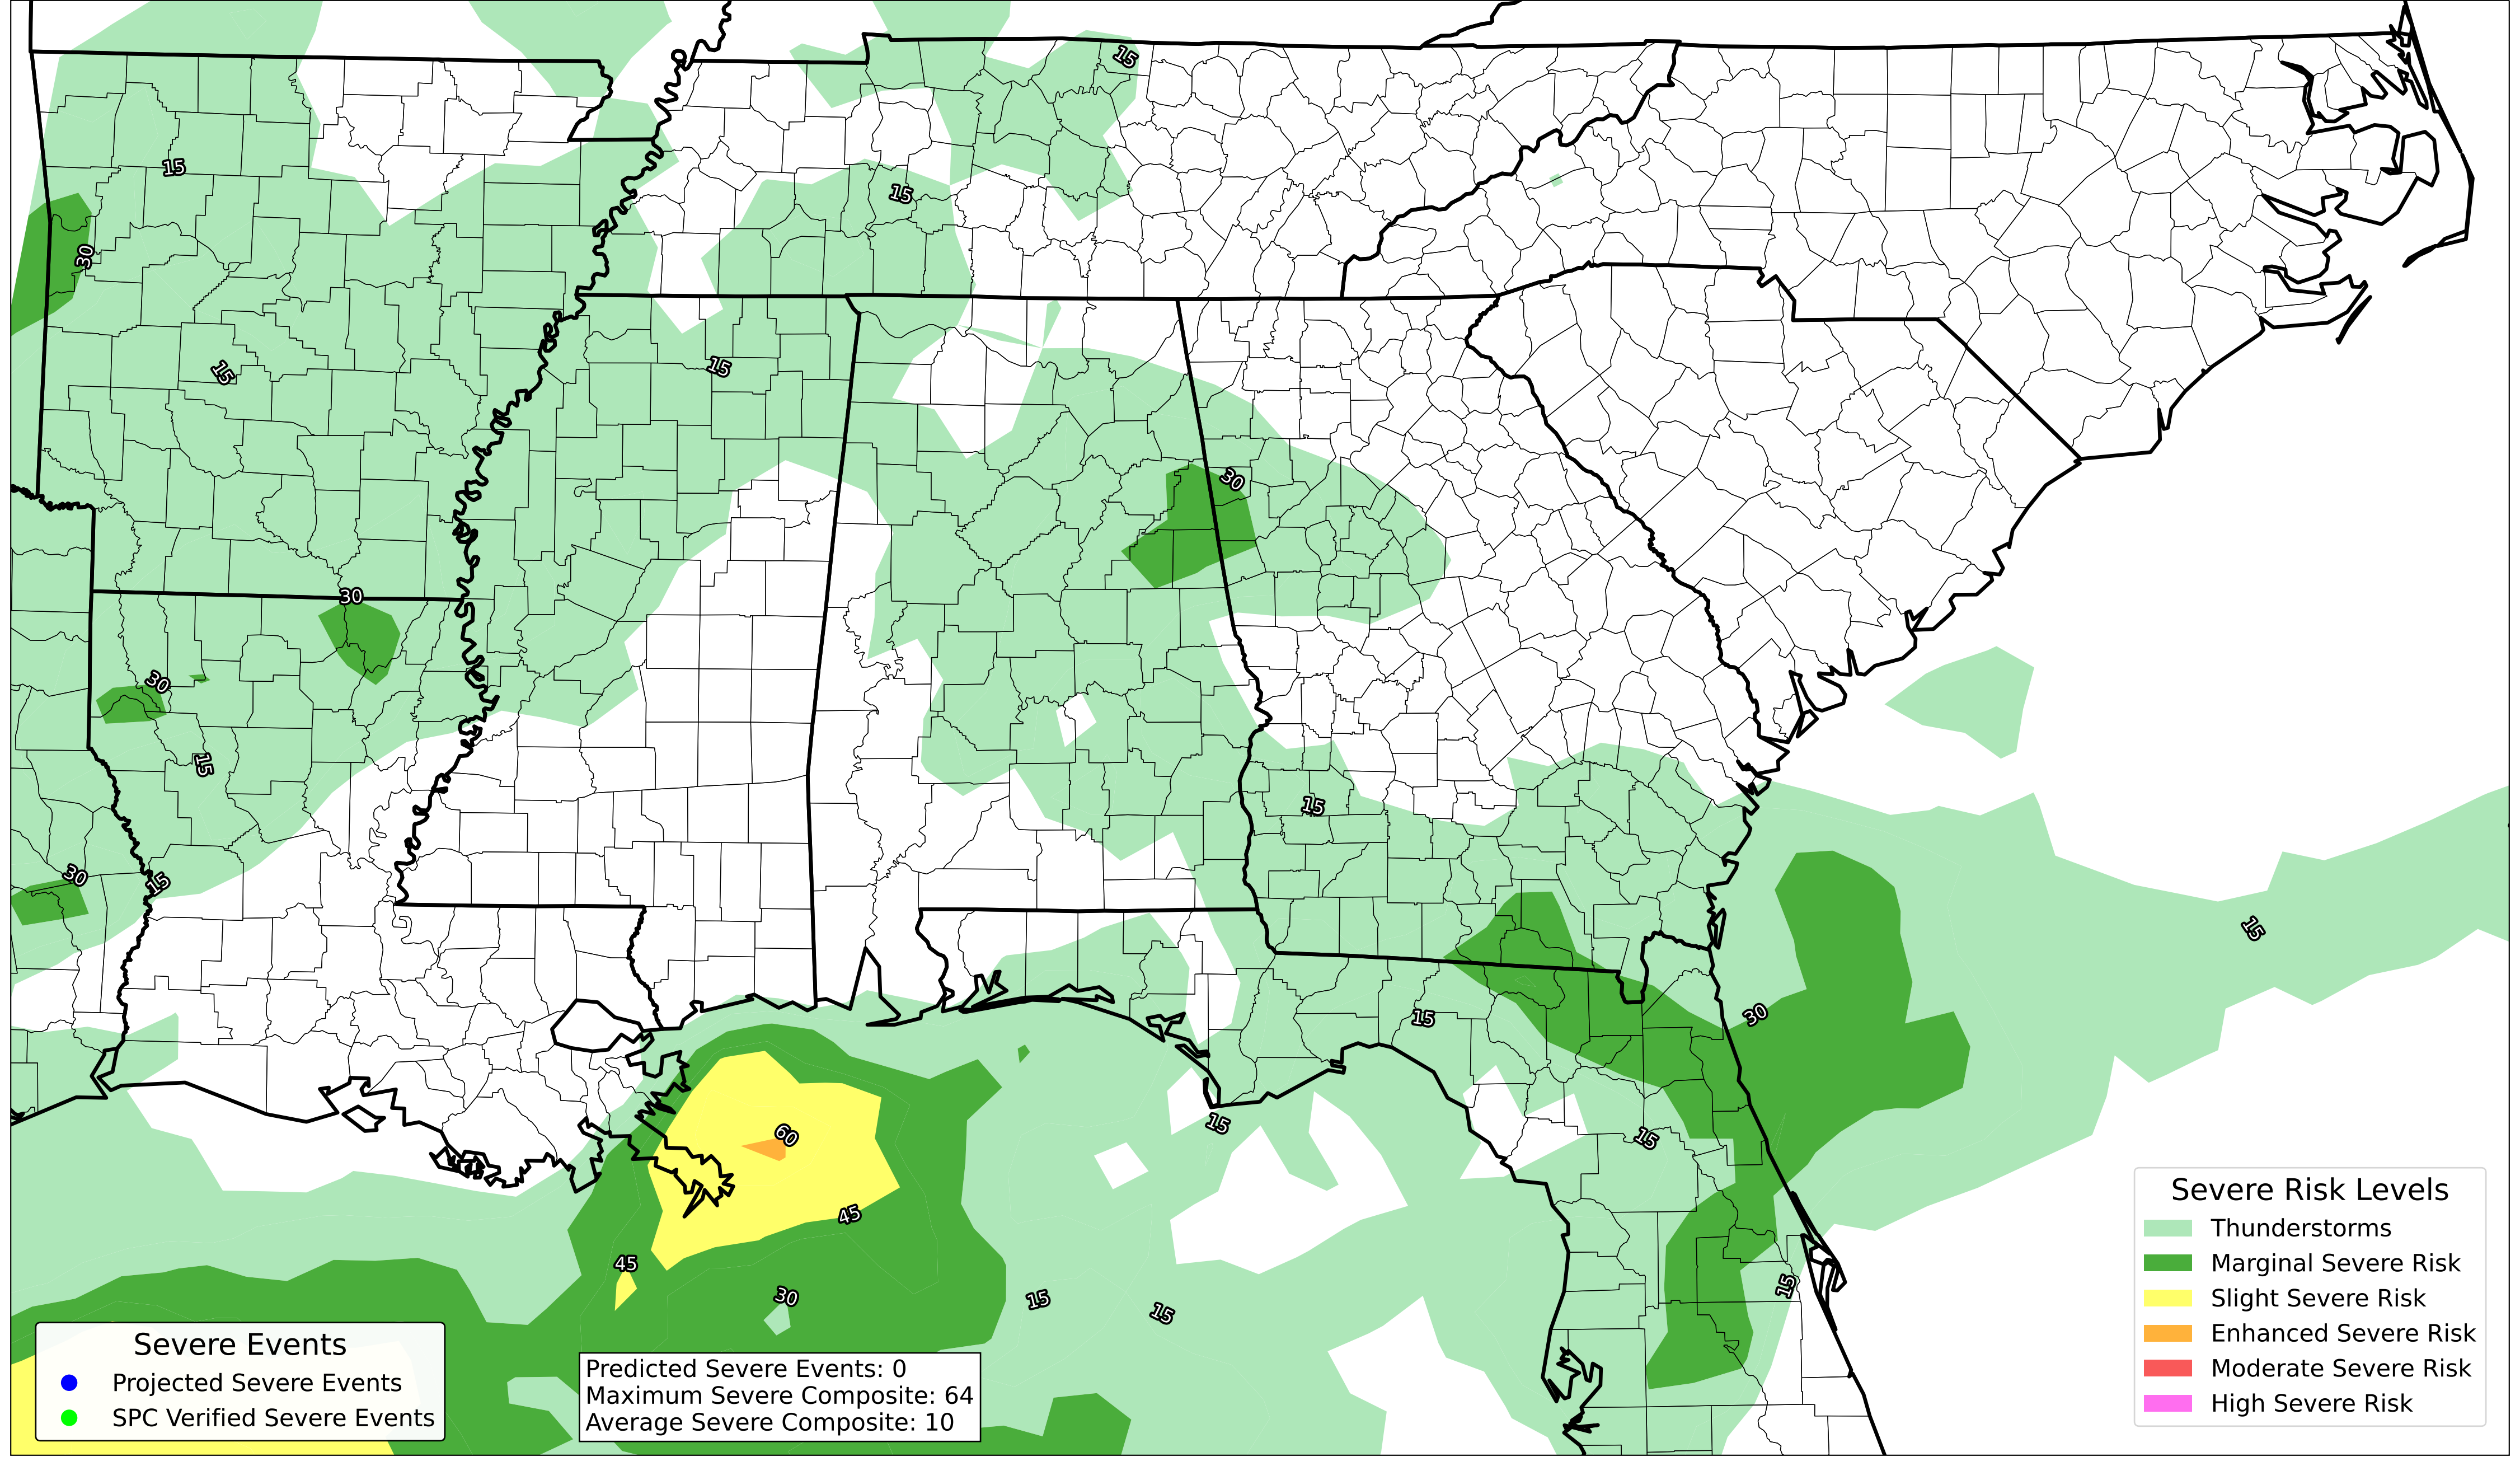 15
15
15
30
15
15
30
30
30
15
15
30
15
15
30
15
15
60
15
45
45
30
15
15
15
Severe Events
Projected Severe Events
SPC Verified Severe Events
Predicted Severe Events: 0
Maximum Severe Composite: 64
Average Severe Composite: 10
Severe Risk Levels
Thunderstorms
Marginal Severe Risk
Slight Severe Risk
Enhanced Severe Risk
Moderate Severe Risk
High Severe Risk